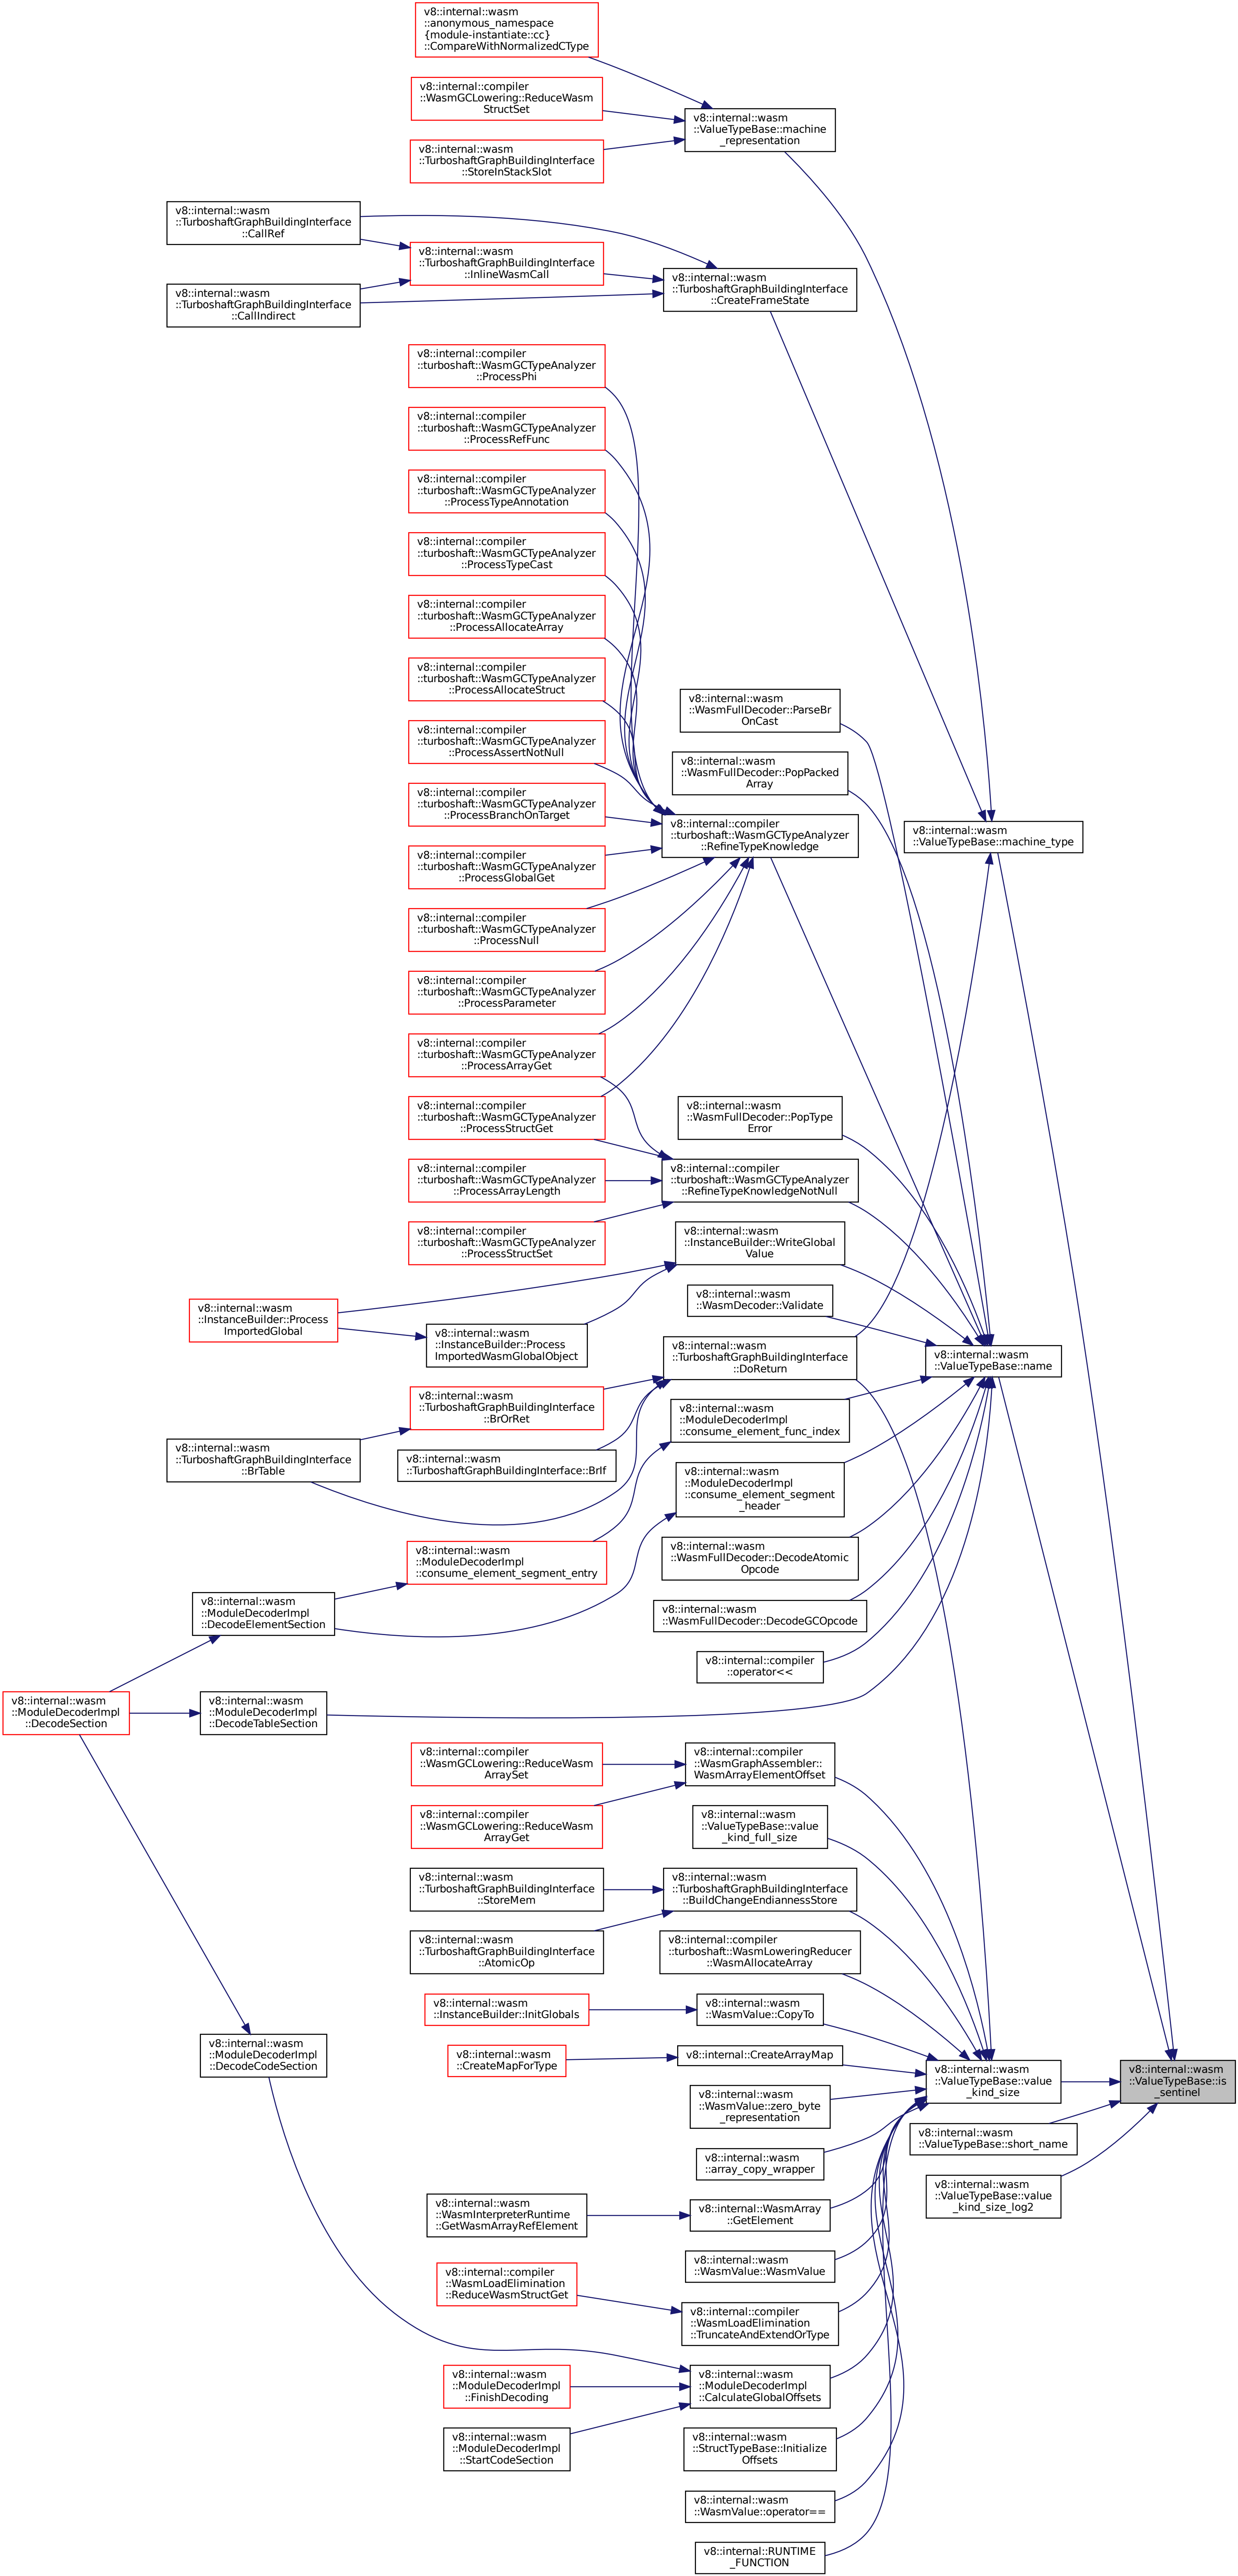 v8::internal::wasm
::anonymous_namespace
{module-instantiate::cc}
::CompareWithNormalizedCType
v8::internal::compiler
::WasmGCLowering::ReduceWasm
StructSet
v8::internal::wasm
::ValueTypeBase::machine
_representation
v8::internal::wasm
::TurboshaftGraphBuildingInterface
::StoreInStackSlot
v8::internal::wasm
::TurboshaftGraphBuildingInterface
::CallRef
v8::internal::wasm
::TurboshaftGraphBuildingInterface
::InlineWasmCall
v8::internal::wasm
::TurboshaftGraphBuildingInterface
::CreateFrameState
v8::internal::wasm
::TurboshaftGraphBuildingInterface
::CallIndirect
v8::internal::compiler
::turboshaft::WasmGCTypeAnalyzer
::ProcessPhi
v8::internal::compiler
::turboshaft::WasmGCTypeAnalyzer
::ProcessRefFunc
v8::internal::compiler
::turboshaft::WasmGCTypeAnalyzer
::ProcessTypeAnnotation
v8::internal::compiler
::turboshaft::WasmGCTypeAnalyzer
::ProcessTypeCast
v8::internal::compiler
::turboshaft::WasmGCTypeAnalyzer
::ProcessAllocateArray
v8::internal::compiler
::turboshaft::WasmGCTypeAnalyzer
::ProcessAllocateStruct
v8::internal::wasm
::WasmFullDecoder::ParseBr
OnCast
v8::internal::compiler
::turboshaft::WasmGCTypeAnalyzer
::ProcessAssertNotNull
v8::internal::wasm
::WasmFullDecoder::PopPacked
Array
v8::internal::compiler
::turboshaft::WasmGCTypeAnalyzer
::ProcessBranchOnTarget
v8::internal::compiler
::turboshaft::WasmGCTypeAnalyzer
::RefineTypeKnowledge
v8::internal::wasm
::ValueTypeBase::machine_type
v8::internal::compiler
::turboshaft::WasmGCTypeAnalyzer
::ProcessGlobalGet
v8::internal::compiler
::turboshaft::WasmGCTypeAnalyzer
::ProcessNull
v8::internal::compiler
::turboshaft::WasmGCTypeAnalyzer
::ProcessParameter
v8::internal::compiler
::turboshaft::WasmGCTypeAnalyzer
::ProcessArrayGet
v8::internal::compiler
::turboshaft::WasmGCTypeAnalyzer
::ProcessStructGet
v8::internal::wasm
::WasmFullDecoder::PopType
Error
v8::internal::compiler
::turboshaft::WasmGCTypeAnalyzer
::ProcessArrayLength
v8::internal::compiler
::turboshaft::WasmGCTypeAnalyzer
::RefineTypeKnowledgeNotNull
v8::internal::compiler
::turboshaft::WasmGCTypeAnalyzer
::ProcessStructSet
v8::internal::wasm
::InstanceBuilder::WriteGlobal
Value
v8::internal::wasm
::InstanceBuilder::Process
ImportedGlobal
v8::internal::wasm
::InstanceBuilder::Process
ImportedWasmGlobalObject
v8::internal::wasm
::WasmDecoder::Validate
v8::internal::wasm
::TurboshaftGraphBuildingInterface
::DoReturn
v8::internal::wasm
::ValueTypeBase::name
v8::internal::wasm
::TurboshaftGraphBuildingInterface
::BrOrRet
v8::internal::wasm
::ModuleDecoderImpl
::consume_element_func_index
v8::internal::wasm
::TurboshaftGraphBuildingInterface
::BrTable
v8::internal::wasm
::TurboshaftGraphBuildingInterface::BrIf
v8::internal::wasm
::ModuleDecoderImpl
::consume_element_segment
_header
v8::internal::wasm
::ModuleDecoderImpl
::consume_element_segment_entry
v8::internal::wasm
::WasmFullDecoder::DecodeAtomic
Opcode
v8::internal::wasm
::ModuleDecoderImpl
::DecodeElementSection
v8::internal::wasm
::WasmFullDecoder::DecodeGCOpcode
v8::internal::compiler
::operator<<
v8::internal::wasm
::ModuleDecoderImpl
::DecodeSection
v8::internal::wasm
::ModuleDecoderImpl
::DecodeTableSection
v8::internal::compiler
::WasmGCLowering::ReduceWasm
ArraySet
v8::internal::compiler
::WasmGraphAssembler::
WasmArrayElementOffset
v8::internal::compiler
::WasmGCLowering::ReduceWasm
ArrayGet
v8::internal::wasm
::ValueTypeBase::value
_kind_full_size
v8::internal::wasm
::TurboshaftGraphBuildingInterface
::StoreMem
v8::internal::wasm
::TurboshaftGraphBuildingInterface
::BuildChangeEndiannessStore
v8::internal::wasm
::TurboshaftGraphBuildingInterface
::AtomicOp
v8::internal::compiler
::turboshaft::WasmLoweringReducer
::WasmAllocateArray
v8::internal::wasm
::InstanceBuilder::InitGlobals
v8::internal::wasm
::WasmValue::CopyTo
v8::internal::wasm
::ModuleDecoderImpl
::DecodeCodeSection
v8::internal::wasm
::CreateMapForType
v8::internal::CreateArrayMap
v8::internal::wasm
::ValueTypeBase::value
_kind_size
v8::internal::wasm
::ValueTypeBase::is
_sentinel
v8::internal::wasm
::WasmValue::zero_byte
_representation
v8::internal::wasm
::ValueTypeBase::short_name
v8::internal::wasm
::array_copy_wrapper
v8::internal::wasm
::ValueTypeBase::value
_kind_size_log2
v8::internal::wasm
::WasmInterpreterRuntime
::GetWasmArrayRefElement
v8::internal::WasmArray
::GetElement
v8::internal::wasm
::WasmValue::WasmValue
v8::internal::compiler
::WasmLoadElimination
::ReduceWasmStructGet
v8::internal::compiler
::WasmLoadElimination
::TruncateAndExtendOrType
v8::internal::wasm
::ModuleDecoderImpl
::FinishDecoding
v8::internal::wasm
::ModuleDecoderImpl
::CalculateGlobalOffsets
v8::internal::wasm
::ModuleDecoderImpl
::StartCodeSection
v8::internal::wasm
::StructTypeBase::Initialize
Offsets
v8::internal::wasm
::WasmValue::operator==
v8::internal::RUNTIME
_FUNCTION